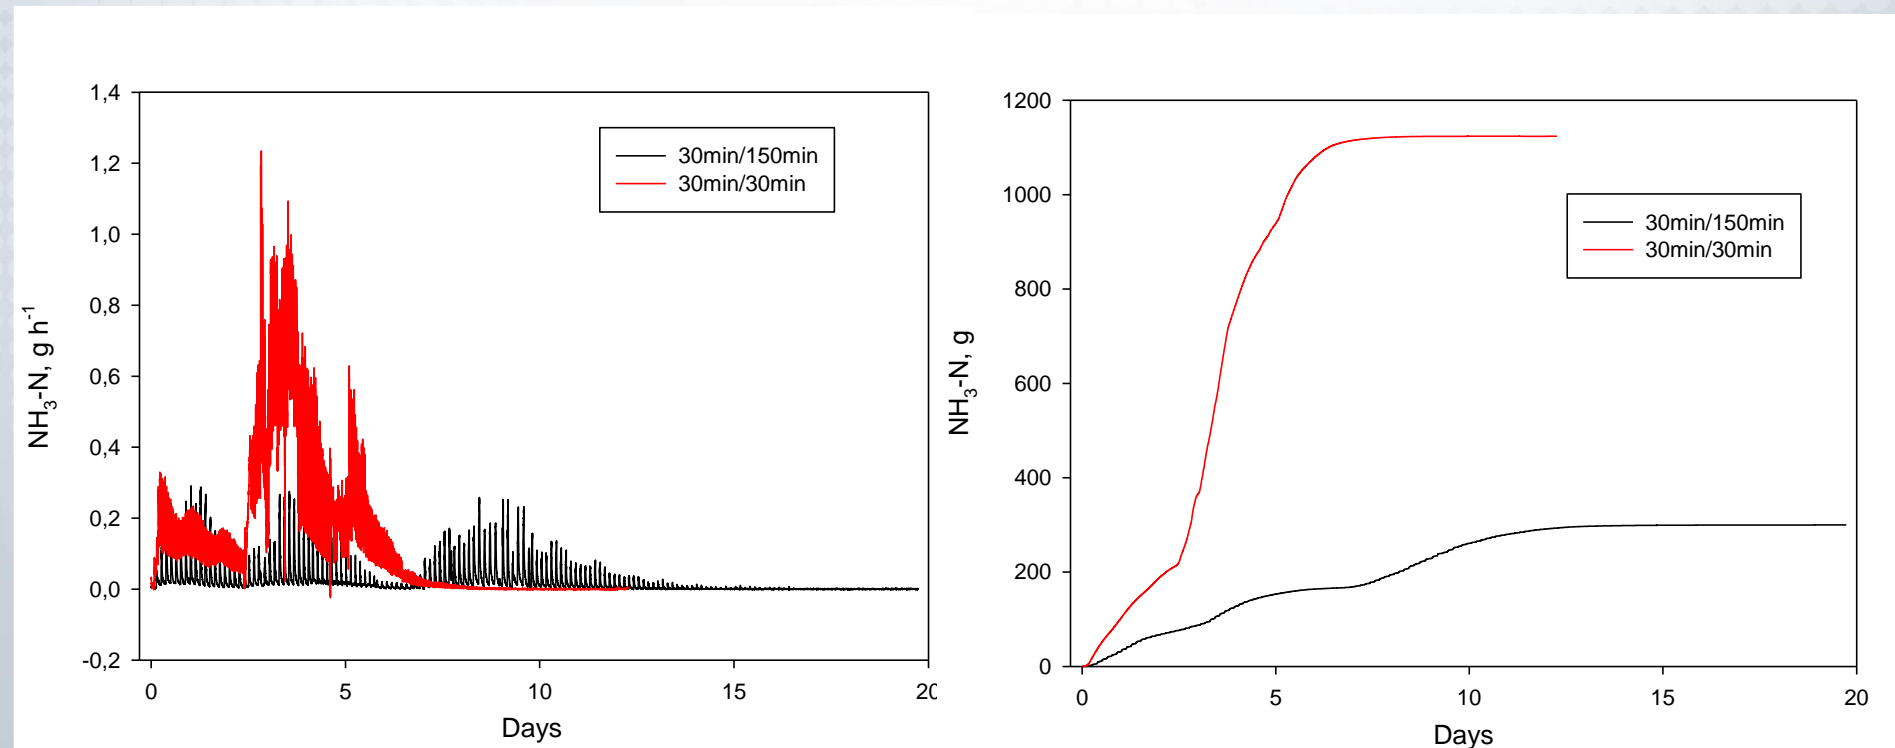 1,4
1,2
1,0
0,8
0,6
0,4
0,2
0,0
-0,2
NH₃-N, g h⁻¹
30min/150min
30min/30min
0 5 10 15 20
Days
1200
1000
800
600
400
200
0
NH₃-N, g
30min/150min
30min/30min
0 5 10 15 20
Days